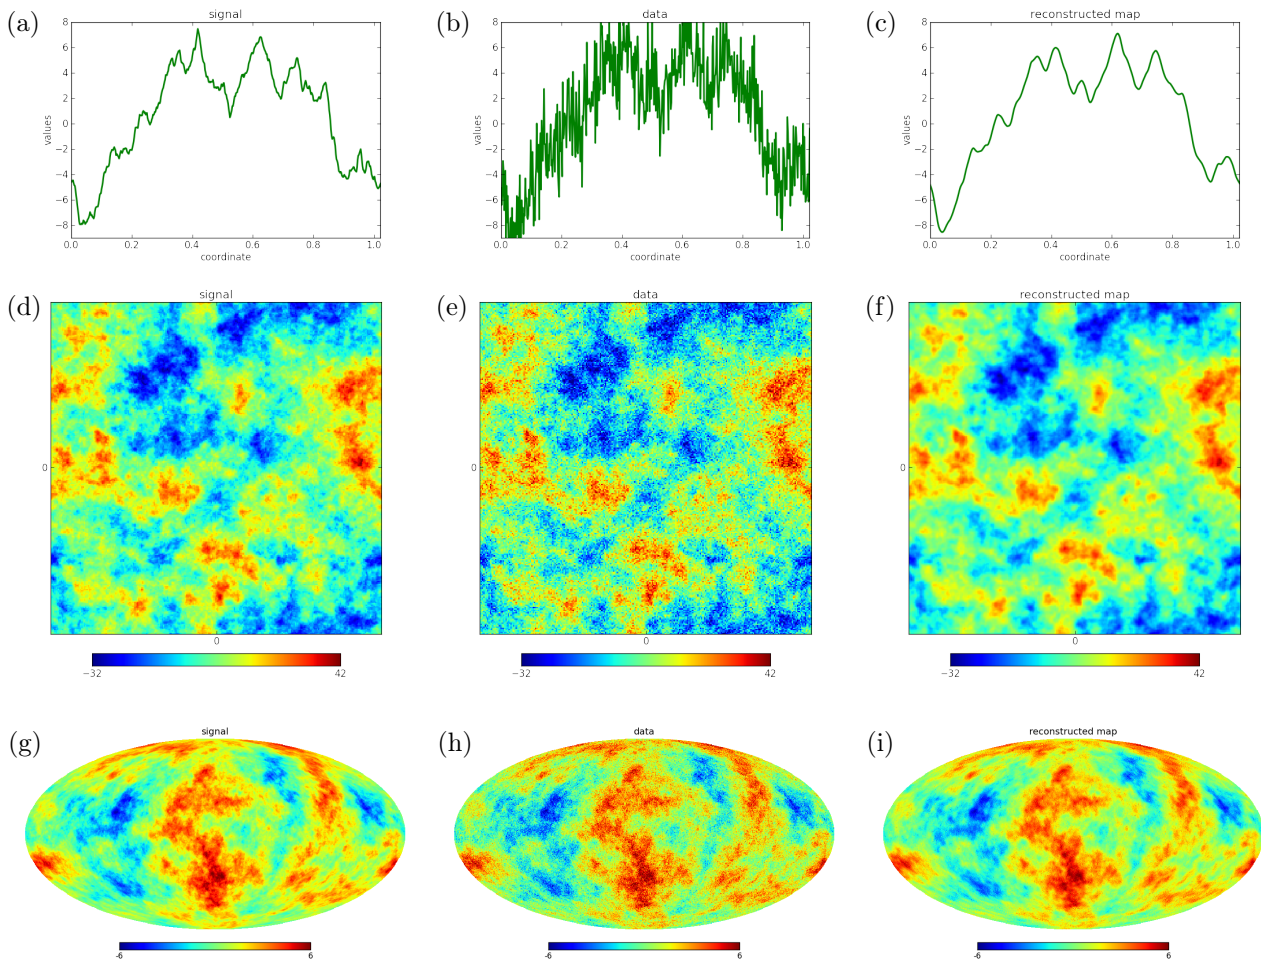 (a) signal
8
6
4
2
0
−2
−4
−6
−8
values
0.0 0.2 0.4 0.6 0.8 1.0
coordinate
(b) data
8
6
4
2
0
−2
−4
−6
−8
values
0.0 0.2 0.4 0.6 0.8 1.0
coordinate
(c) reconstructed map
8
6
4
2
0
−2
−4
−6
−8
values
0.0 0.2 0.4 0.6 0.8 1.0
coordinate
(d) signal
0
0
−32 42
(e) data
0
0
−32 42
(f) reconstructed map
0
0
−32 42
(g) signal
-6 6
(h) data
-6 6
(i) reconstructed map
-6 6